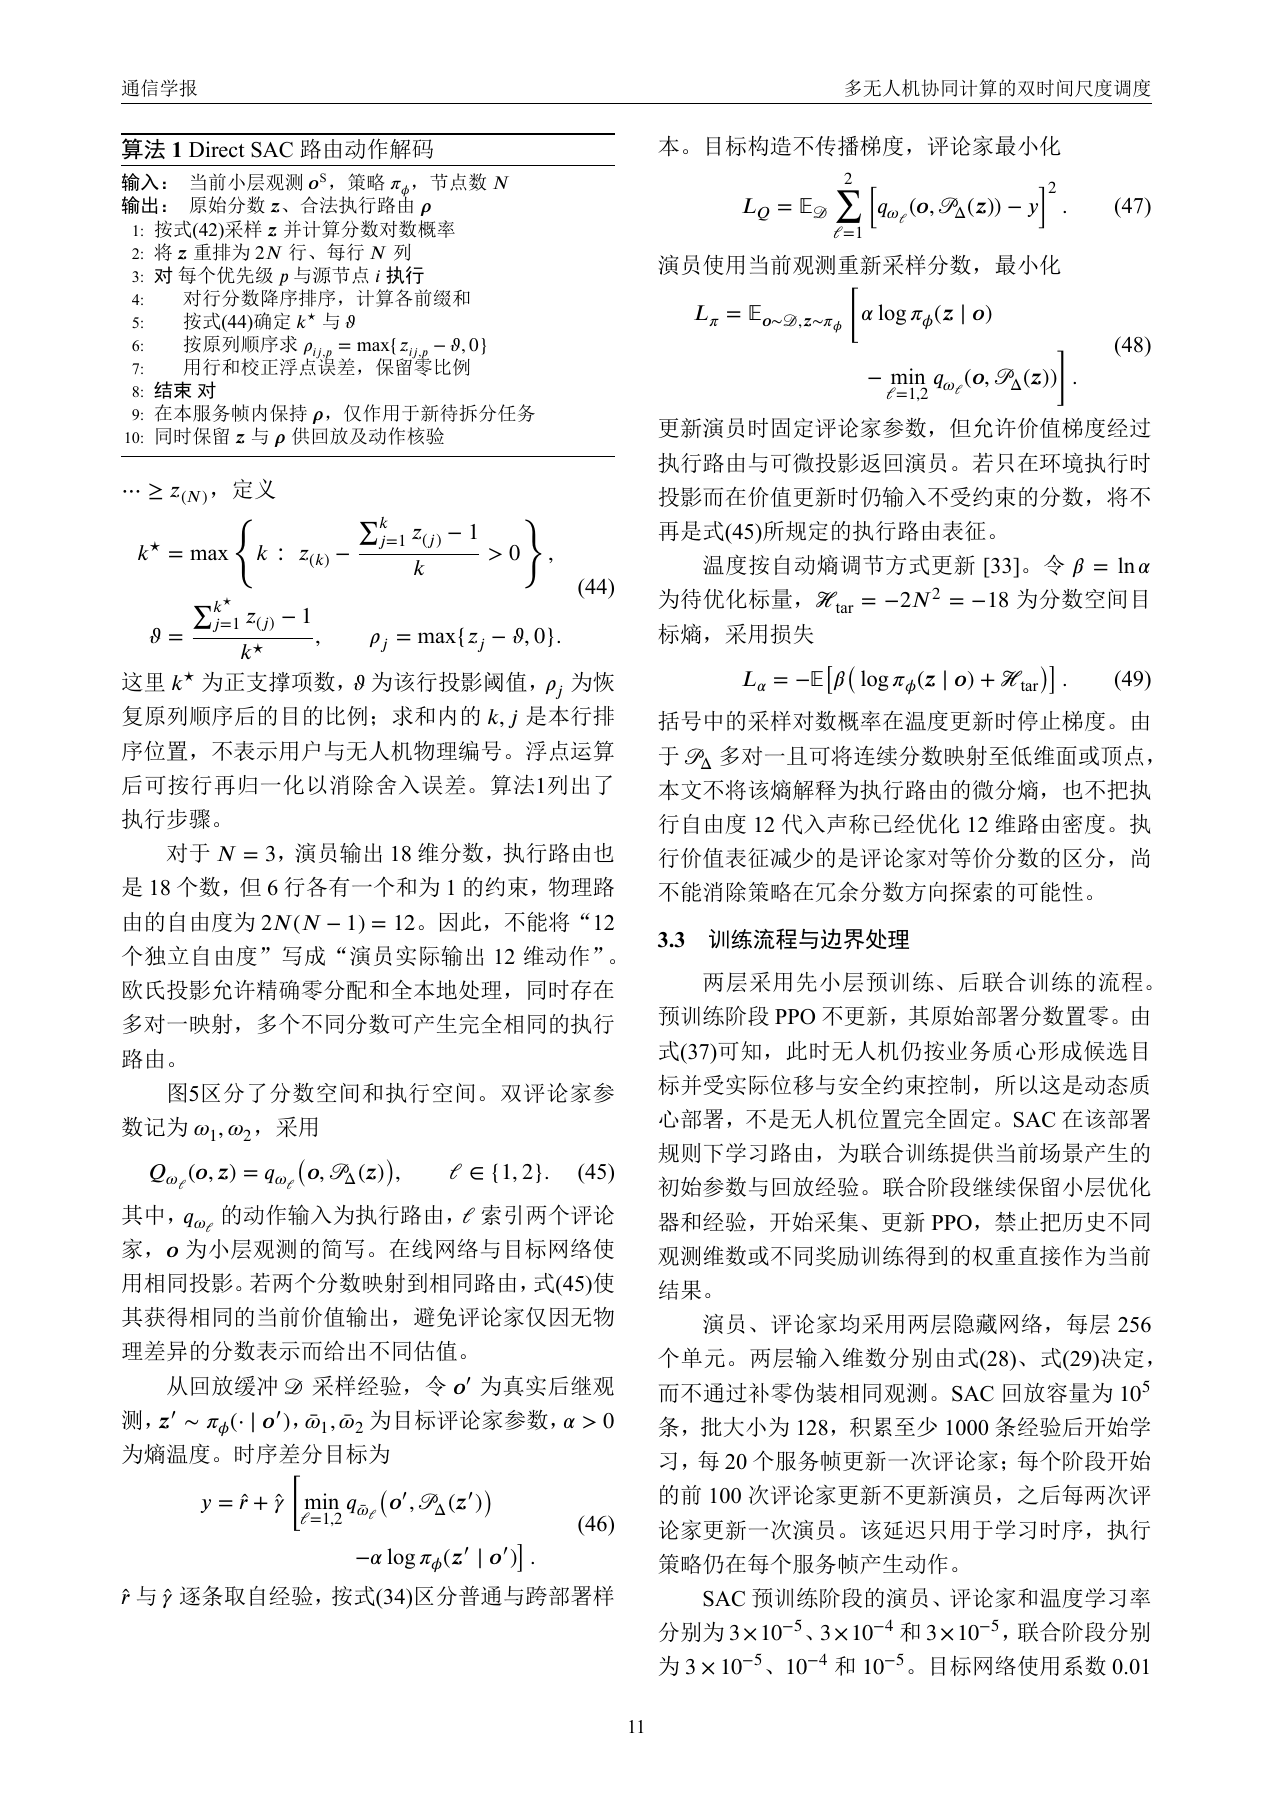 通信学报
多无人机协同计算的双时间尺度调度
算法 1 Direct SAC 路由动作解码
输入： 当前小层观测 𝒐^S，策略 π_ϕ，节点数 N
输出： 原始分数 𝒛、合法执行路由 𝝆
1: 按式(42)采样 𝒛 并计算分数对数概率
2: 将 𝒛 重排为 2N 行、每行 N 列
3: 对 每个优先级 p 与源节点 i 执行
4: 对行分数降序排序，计算各前缀和
5: 按式(44)确定 k⋆ 与 ϑ
6: 按原列顺序求 ρ_{ij,p} = max{z_{ij,p} − ϑ, 0}
7: 用行和校正浮点误差，保留零比例
8: 结束 对
9: 在本服务帧内保持 𝝆，仅作用于新待拆分任务
10: 同时保留 𝒛 与 𝝆 供回放及动作核验
⋯ ≥ z_{(N)}，定义
k⋆ = max { k : z_{(k)} − (∑_{j=1}^{k} z_{(j)} − 1)/k > 0 },
(44)
ϑ = (∑_{j=1}^{k⋆} z_{(j)} − 1)/k⋆, ρ_j = max{z_j − ϑ, 0}.
这里 k⋆ 为正支撑项数，ϑ 为该行投影阈值，ρ_j 为恢
复原列顺序后的目的比例；求和内的 k, j 是本行排
序位置，不表示用户与无人机物理编号。浮点运算
后可按行再归一化以消除舍入误差。算法1列出了
执行步骤。
对于 N = 3，演员输出 18 维分数，执行路由也
是 18 个数，但 6 行各有一个和为 1 的约束，物理路
由的自由度为 2N(N − 1) = 12。因此，不能将“12
个独立自由度”写成“演员实际输出 12 维动作”。
欧氏投影允许精确零分配和全本地处理，同时存在
多对一映射，多个不同分数可产生完全相同的执行
路由。
图5区分了分数空间和执行空间。双评论家参
数记为 ω₁, ω₂，采用
Q_{ω_ℓ}(𝒐, 𝒛) = q_{ω_ℓ}(𝒐, 𝒫_Δ(𝒛)), ℓ ∈ {1, 2}. (45)
其中，q_{ω_ℓ} 的动作输入为执行路由，ℓ 索引两个评论
家，𝒐 为小层观测的简写。在线网络与目标网络使
用相同投影。若两个分数映射到相同路由，式(45)使
其获得相同的当前价值输出，避免评论家仅因无物
理差异的分数表示而给出不同估值。
从回放缓冲 𝒟 采样经验，令 𝒐′ 为真实后继观
测，𝒛′ ∼ π_ϕ(· ∣ 𝒐′)，ω̄₁, ω̄₂ 为目标评论家参数，α > 0
为熵温度。时序差分目标为
y = r̂ + γ̂ [ min_{ℓ=1,2} q_{ω̄_ℓ}(𝒐′, 𝒫_Δ(𝒛′))
(46)
−α log π_ϕ(𝒛′ ∣ 𝒐′)] .
r̂ 与 γ̂ 逐条取自经验，按式(34)区分普通与跨部署样
本。目标构造不传播梯度，评论家最小化
L_Q = 𝔼_𝒟 ∑_{ℓ=1}^{2} [q_{ω_ℓ}(𝒐, 𝒫_Δ(𝒛)) − y]² . (47)
演员使用当前观测重新采样分数，最小化
L_π = 𝔼_{𝒐∼𝒟,𝒛∼π_ϕ} [ α log π_ϕ(𝒛 ∣ 𝒐)
(48)
− min_{ℓ=1,2} q_{ω_ℓ}(𝒐, 𝒫_Δ(𝒛)) ] .
更新演员时固定评论家参数，但允许价值梯度经过
执行路由与可微投影返回演员。若只在环境执行时
投影而在价值更新时仍输入不受约束的分数，将不
再是式(45)所规定的执行路由表征。
温度按自动熵调节方式更新 [33]。令 β = ln α
为待优化标量，ℋ_tar = −2N² = −18 为分数空间目
标熵，采用损失
L_α = −𝔼[β( log π_ϕ(𝒛 ∣ 𝒐) + ℋ_tar)] . (49)
括号中的采样对数概率在温度更新时停止梯度。由
于 𝒫_Δ 多对一且可将连续分数映射至低维面或顶点，
本文不将该熵解释为执行路由的微分熵，也不把执
行自由度 12 代入声称已经优化 12 维路由密度。执
行价值表征减少的是评论家对等价分数的区分，尚
不能消除策略在冗余分数方向探索的可能性。
3.3 训练流程与边界处理
两层采用先小层预训练、后联合训练的流程。
预训练阶段 PPO 不更新，其原始部署分数置零。由
式(37)可知，此时无人机仍按业务质心形成候选目
标并受实际位移与安全约束控制，所以这是动态质
心部署，不是无人机位置完全固定。SAC 在该部署
规则下学习路由，为联合训练提供当前场景产生的
初始参数与回放经验。联合阶段继续保留小层优化
器和经验，开始采集、更新 PPO，禁止把历史不同
观测维数或不同奖励训练得到的权重直接作为当前
结果。
演员、评论家均采用两层隐藏网络，每层 256
个单元。两层输入维数分别由式(28)、式(29)决定，
而不通过补零伪装相同观测。SAC 回放容量为 10⁵
条，批大小为 128，积累至少 1000 条经验后开始学
习，每 20 个服务帧更新一次评论家；每个阶段开始
的前 100 次评论家更新不更新演员，之后每两次评
论家更新一次演员。该延迟只用于学习时序，执行
策略仍在每个服务帧产生动作。
SAC 预训练阶段的演员、评论家和温度学习率
分别为 3×10⁻⁵、3×10⁻⁴ 和 3×10⁻⁵，联合阶段分别
为 3 × 10⁻⁵、10⁻⁴ 和 10⁻⁵。目标网络使用系数 0.01
11